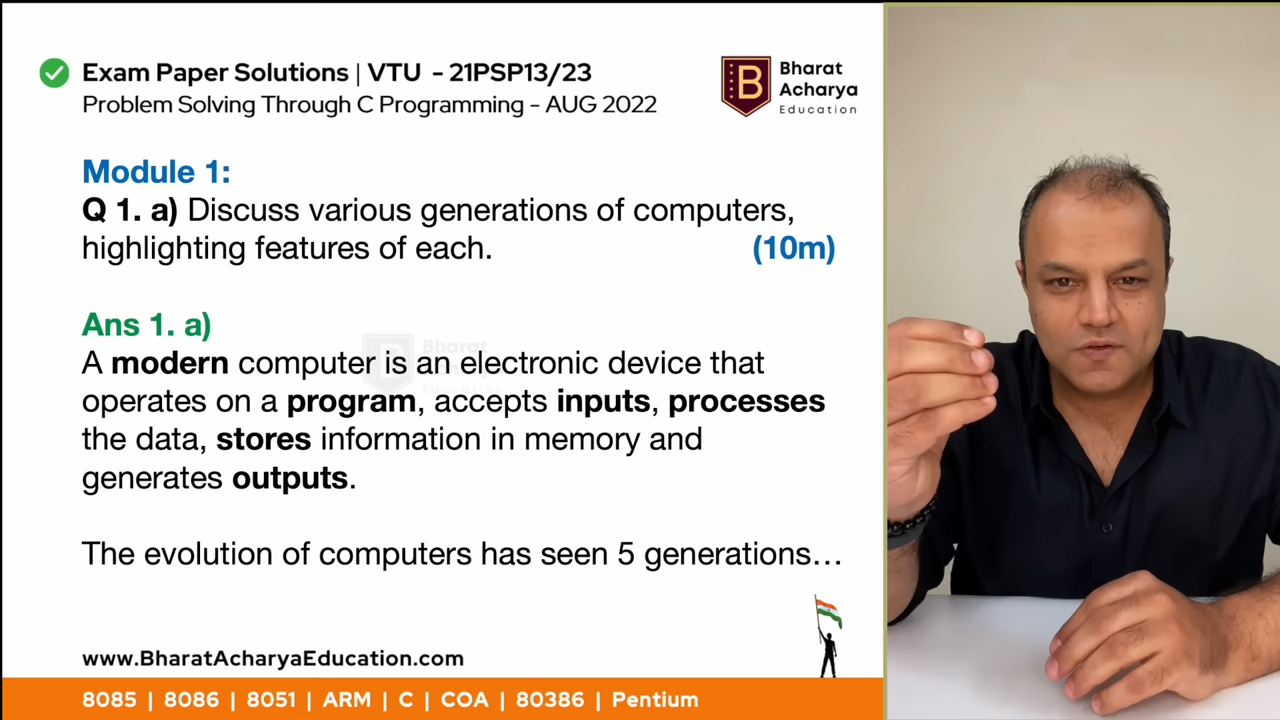 Exam Paper Solutions | VTU - 21PSP13/23
Problem Solving Through C Programming - AUG 2022
B
Bharat
Acharya
Education
Module 1:
Q 1. a) Discuss various generations of computers,
highlighting features of each. (10m)
Ans 1. a)
A modern computer is an electronic device that
operates on a program, accepts inputs, processes
the data, stores information in memory and
generates outputs.
The evolution of computers has seen 5 generations…
www.BharatAcharyaEducation.com
8085 | 8086 | 8051 | ARM | C | COA | 80386 | Pentium